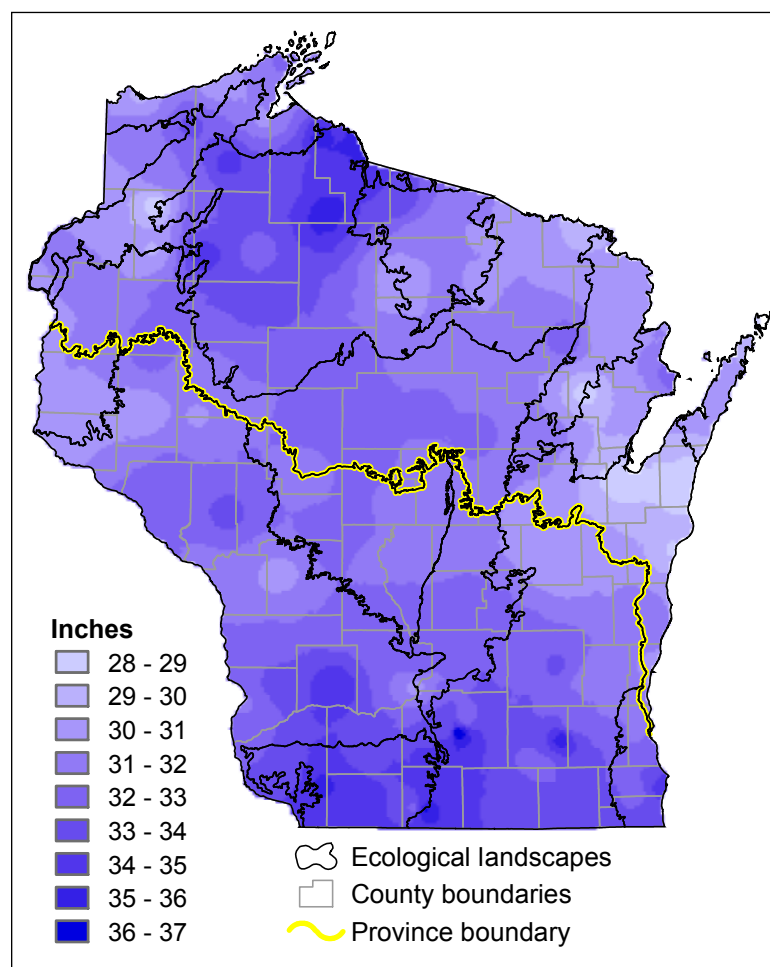 Inches
28 - 29
29 - 30
30 - 31
31 - 32
32 - 33
33 - 34
34 - 35
35 - 36
36 - 37
Ecological landscapes
County boundaries
Province boundary